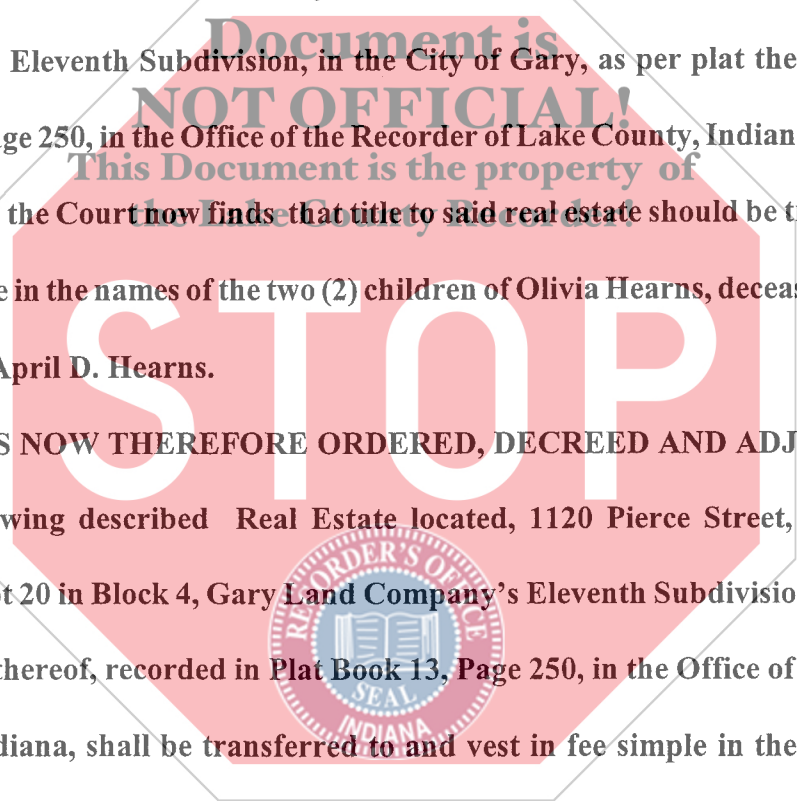 Document is
Eleventh Subdivision, in the City of Gary, as per plat the
NOT OFFICIAL!
ge 250, in the Office of the Recorder of Lake County, Indian
This Document is the property of
the Court now finds that title to said real estate should be t
the Lake County Recorder!
e in the names of the two (2) children of Olivia Hearns, deceas
April D. Hearns.
STOP
S NOW THEREFORE ORDERED, DECREED AND ADJ
wing described Real Estate located, 1120 Pierce Street,
RECORDER'S OFFICE
t 20 in Block 4, Gary Land Company's Eleventh Subdivisio
thereof, recorded in Plat Book 13, Page 250, in the Office of
SEAL
INDIANA
diana, shall be transferred to and vest in fee simple in the